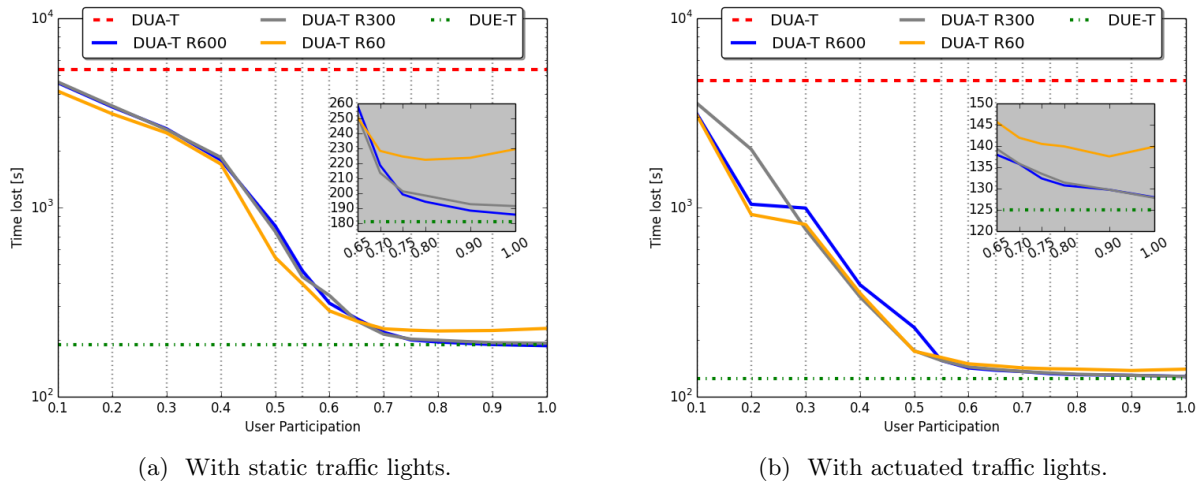 DUA-T
DUA-T R600
DUA-T R300
DUA-T R60
DUE-T
10^4
10^3
10^2
Time lost [s]
260
250
240
230
220
210
200
190
180
0.65
0.70
0.75
0.80
0.90
1.00
0.1 0.2 0.3 0.4 0.5 0.6 0.7 0.8 0.9 1.0
User Participation
(a) With static traffic lights.
DUA-T
DUA-T R600
DUA-T R300
DUA-T R60
DUE-T
10^4
10^3
10^2
Time lost [s]
150
145
140
135
130
125
120
0.65
0.70
0.75
0.80
0.90
1.00
0.1 0.2 0.3 0.4 0.5 0.6 0.7 0.8 0.9 1.0
User Participation
(b) With actuated traffic lights.